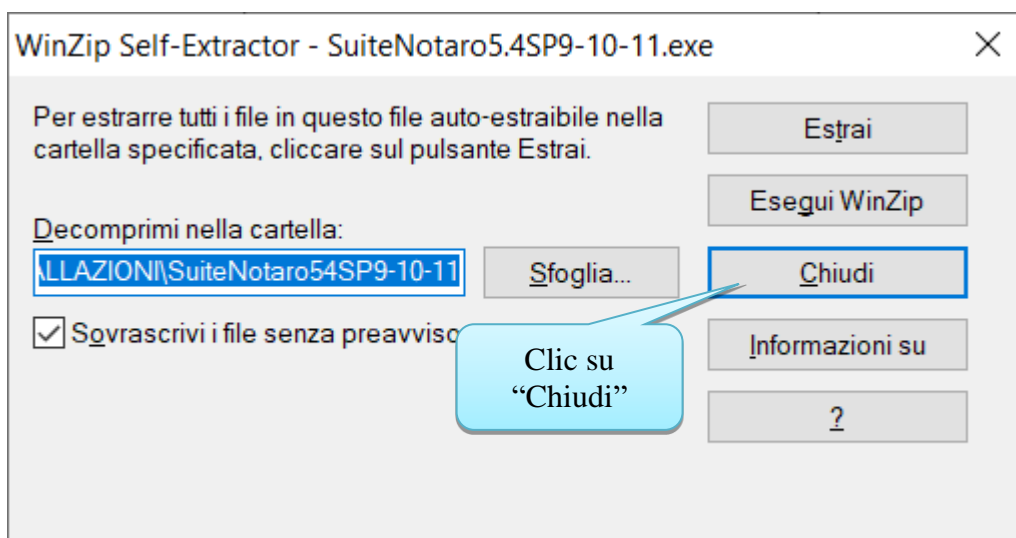 WinZip Self-Extractor - SuiteNotaro5.4SP9-10-11.exe
Per estrarre tutti i file in questo file auto-estraibile nella
cartella specificata, cliccare sul pulsante Estrai.
Estrai
Esegui WinZip
Decomprimi nella cartella:
LLAZIONI\SuiteNotaro54SP9-10-11
Sfoglia...
Chiudi
Sovrascrivi i file senza preavviso
Clic su
“Chiudi”
Informazioni su
?